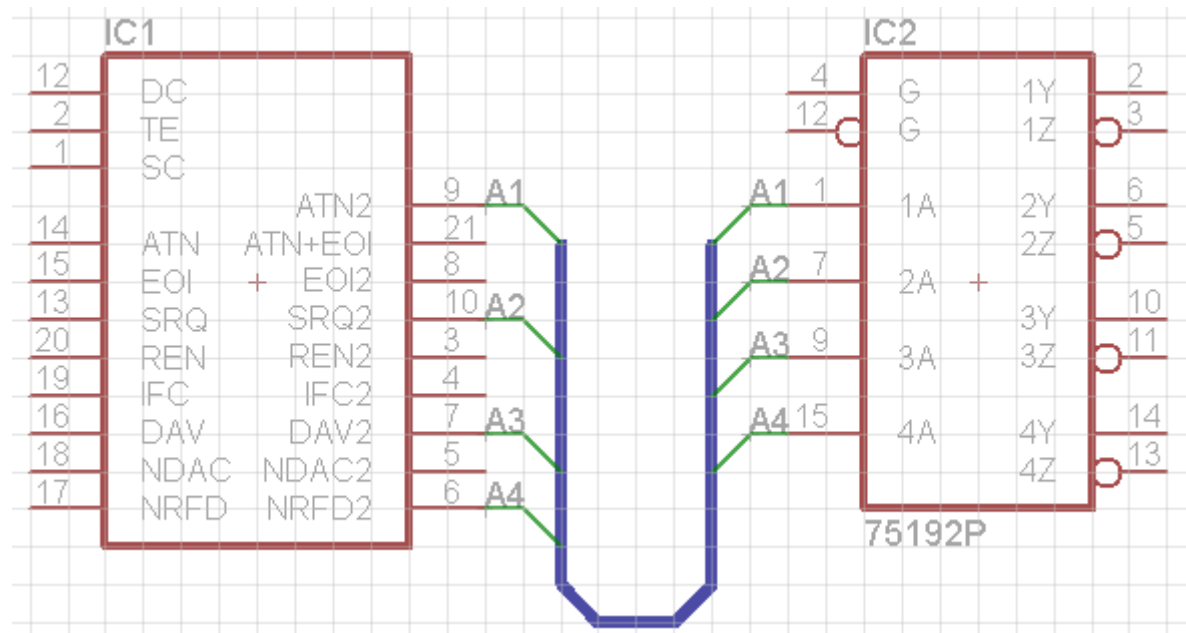 IC1 IC2
12 DC 4 G 1Y 2
2 TE 12 G 1Z 3
1 SC
ATN2 9 A1 A1 1 1A 2Y 6
14 ATN ATN+EOI 21 2Z 5
15 EOI EOI2 8 A2 7 2A
13 SRQ SRQ2 10 A2 3Y 10
20 REN REN2 3 A3 9 3A 3Z 11
19 IFC IFC2 4
16 DAV DAV2 7 A3 A4 15 4A 4Y 14
18 NDAC NDAC2 5 4Z 13
17 NRFD NRFD2 6 A4
75192P